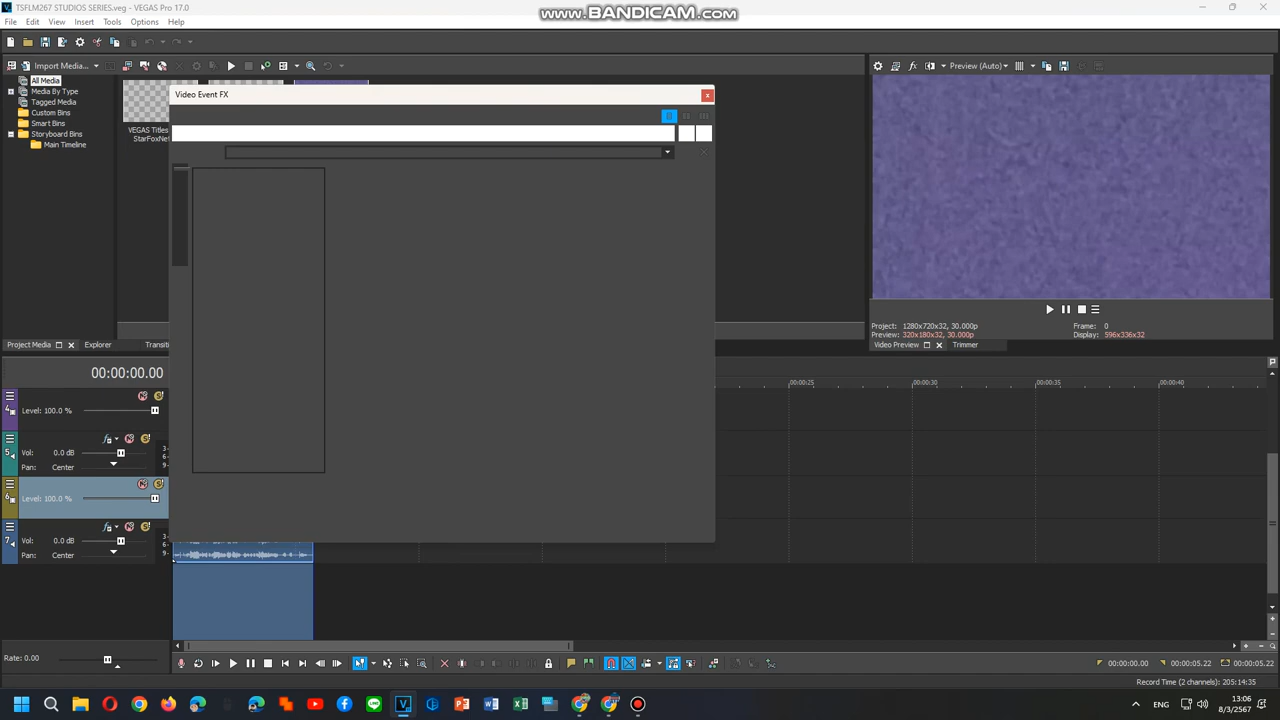 TSFLM267 STUDIOS SERIES.veg - VEGAS Pro 17.0
www.BANDICAM.com
File Edit View Insert Tools Options Help
Import Media...
Preview (Auto)
All Media
Media By Type
Tagged Media
Custom Bins
Smart Bins
Storyboard Bins
Main Timeline
VEGAS Titles
StarFoxNe
Video Event FX
Project: 1280x720x32, 30.000p
Frame: 0
Preview: 320x180x32, 30.000p
Display: 596x336x32
Project Media
Explorer
Transiti
Video Preview
Trimmer
00:00:00.00
00:00:25
00:00:30
00:00:35
00:00:40
4
Level: 100.0 %
5
Vol: 0.0 dB
Pan: Center
6
Level: 100.0 %
7
Vol: 0.0 dB
Pan: Center
Rate: 0.00
00:00:00.00
00:00:05.22
00:00:05.22
Record Time (2 channels): 205:14:35
ENG
13:06
8/3/2567